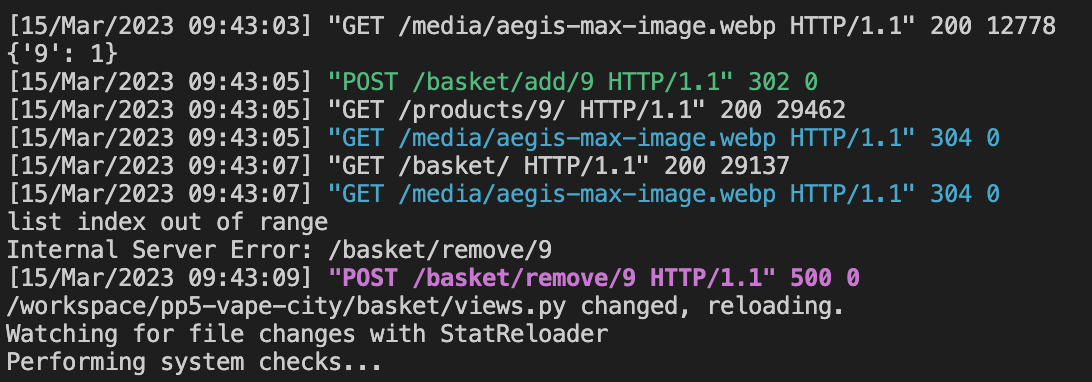 [15/Mar/2023 09:43:03] "GET /media/aegis-max-image.webp HTTP/1.1" 200 12778
{'9': 1}
[15/Mar/2023 09:43:05] "POST /basket/add/9 HTTP/1.1" 302 0
[15/Mar/2023 09:43:05] "GET /products/9/ HTTP/1.1" 200 29462
[15/Mar/2023 09:43:05] "GET /media/aegis-max-image.webp HTTP/1.1" 304 0
[15/Mar/2023 09:43:07] "GET /basket/ HTTP/1.1" 200 29137
[15/Mar/2023 09:43:07] "GET /media/aegis-max-image.webp HTTP/1.1" 304 0
list index out of range
Internal Server Error: /basket/remove/9
[15/Mar/2023 09:43:09] "POST /basket/remove/9 HTTP/1.1" 500 0
/workspace/pp5-vape-city/basket/views.py changed, reloading.
Watching for file changes with StatReloader
Performing system checks...